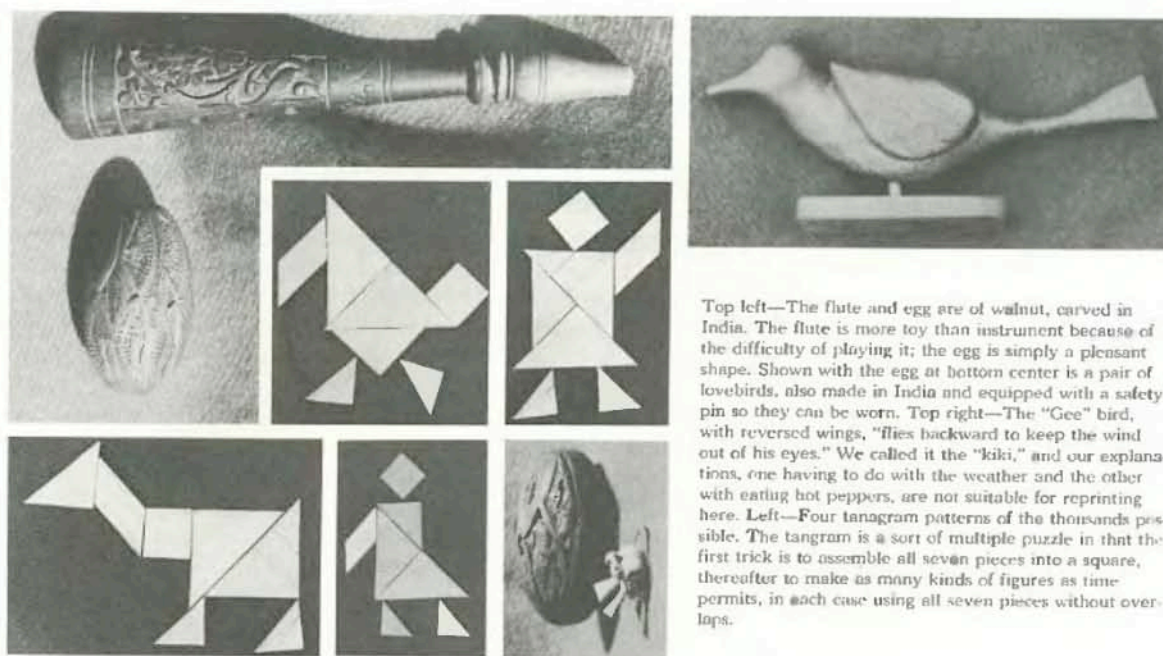 Top left—The flute and egg are of walnut, carved in
India. The flute is more toy than instrument because of
the difficulty of playing it; the egg is simply a pleasant
shape. Shown with the egg at bottom center is a pair of
lovebirds, also made in India and equipped with a safety
pin so they can be worn. Top right—The “Gee” bird,
with reversed wings, “flies backward to keep the wind
out of his eyes.” We called it the “kiki,” and our explana
tions, one having to do with the weather and the other
with eating hot peppers, are not suitable for reprinting
here. Left—Four tanagram patterns of the thousands pos
sible. The tangram is a sort of multiple puzzle in that the
first trick is to assemble all seven pieces into a square,
thereafter to make as many kinds of figures as time
permits, in each case using all seven pieces without over-
laps.